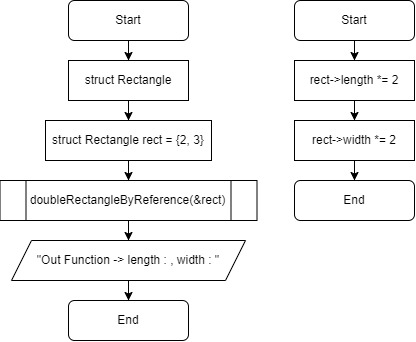 Start
struct Rectangle
struct Rectangle rect = {2, 3}
doubleRectangleByReference(&rect)
"Out Function -> length : , width : "
End
Start
rect->length *= 2
rect->width *= 2
End